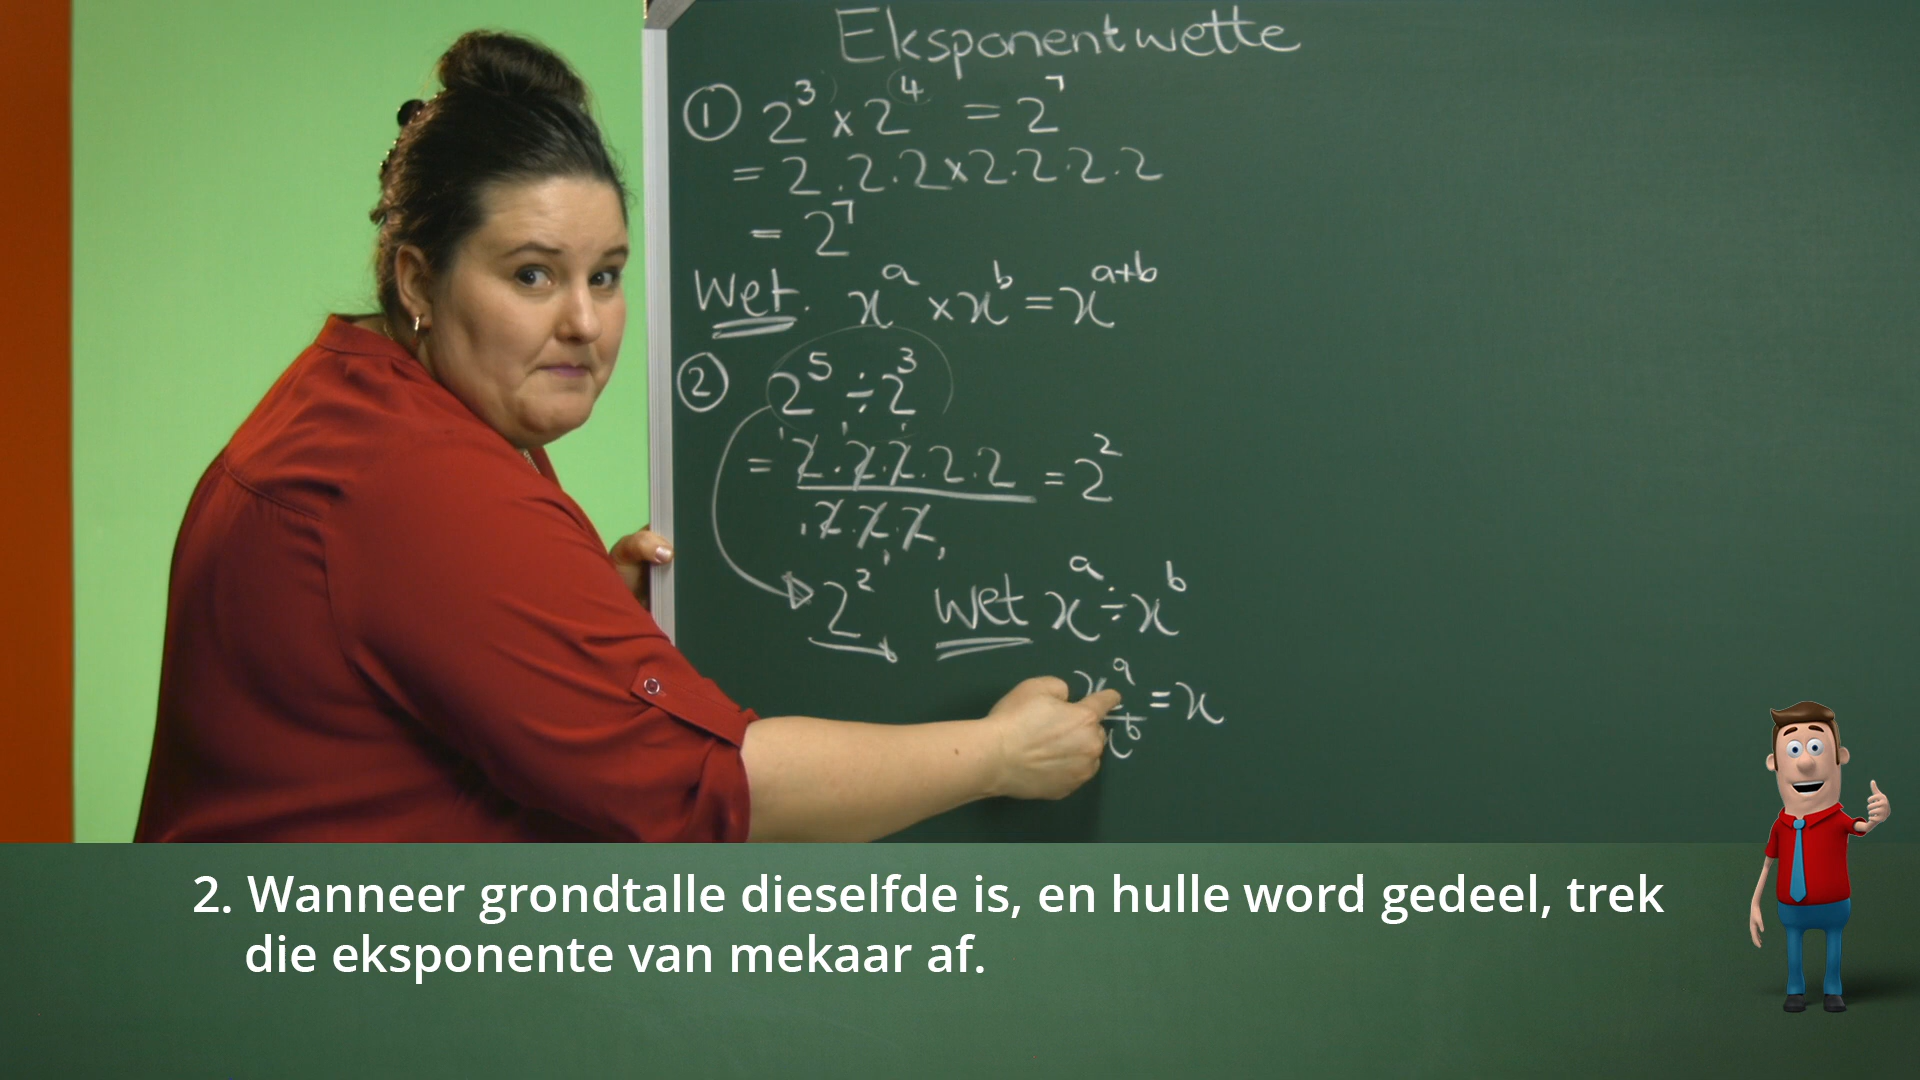 Eksponentwette
① 2³ × 2⁴ = 2⁷
= 2.2.2×2.2.2.2
= 2⁷
Wet. xᵃ × xᵇ = xᵃ⁺ᵇ
② 2⁵ ÷ 2³
= 2.2.2.2.2 / 2.2.2 = 2²
2² wet xᵃ ÷ xᵇ
xᵃ / xᵇ = x
2. Wanneer grondtalle dieselfde is, en hulle word gedeel, trek
die eksponente van mekaar af.